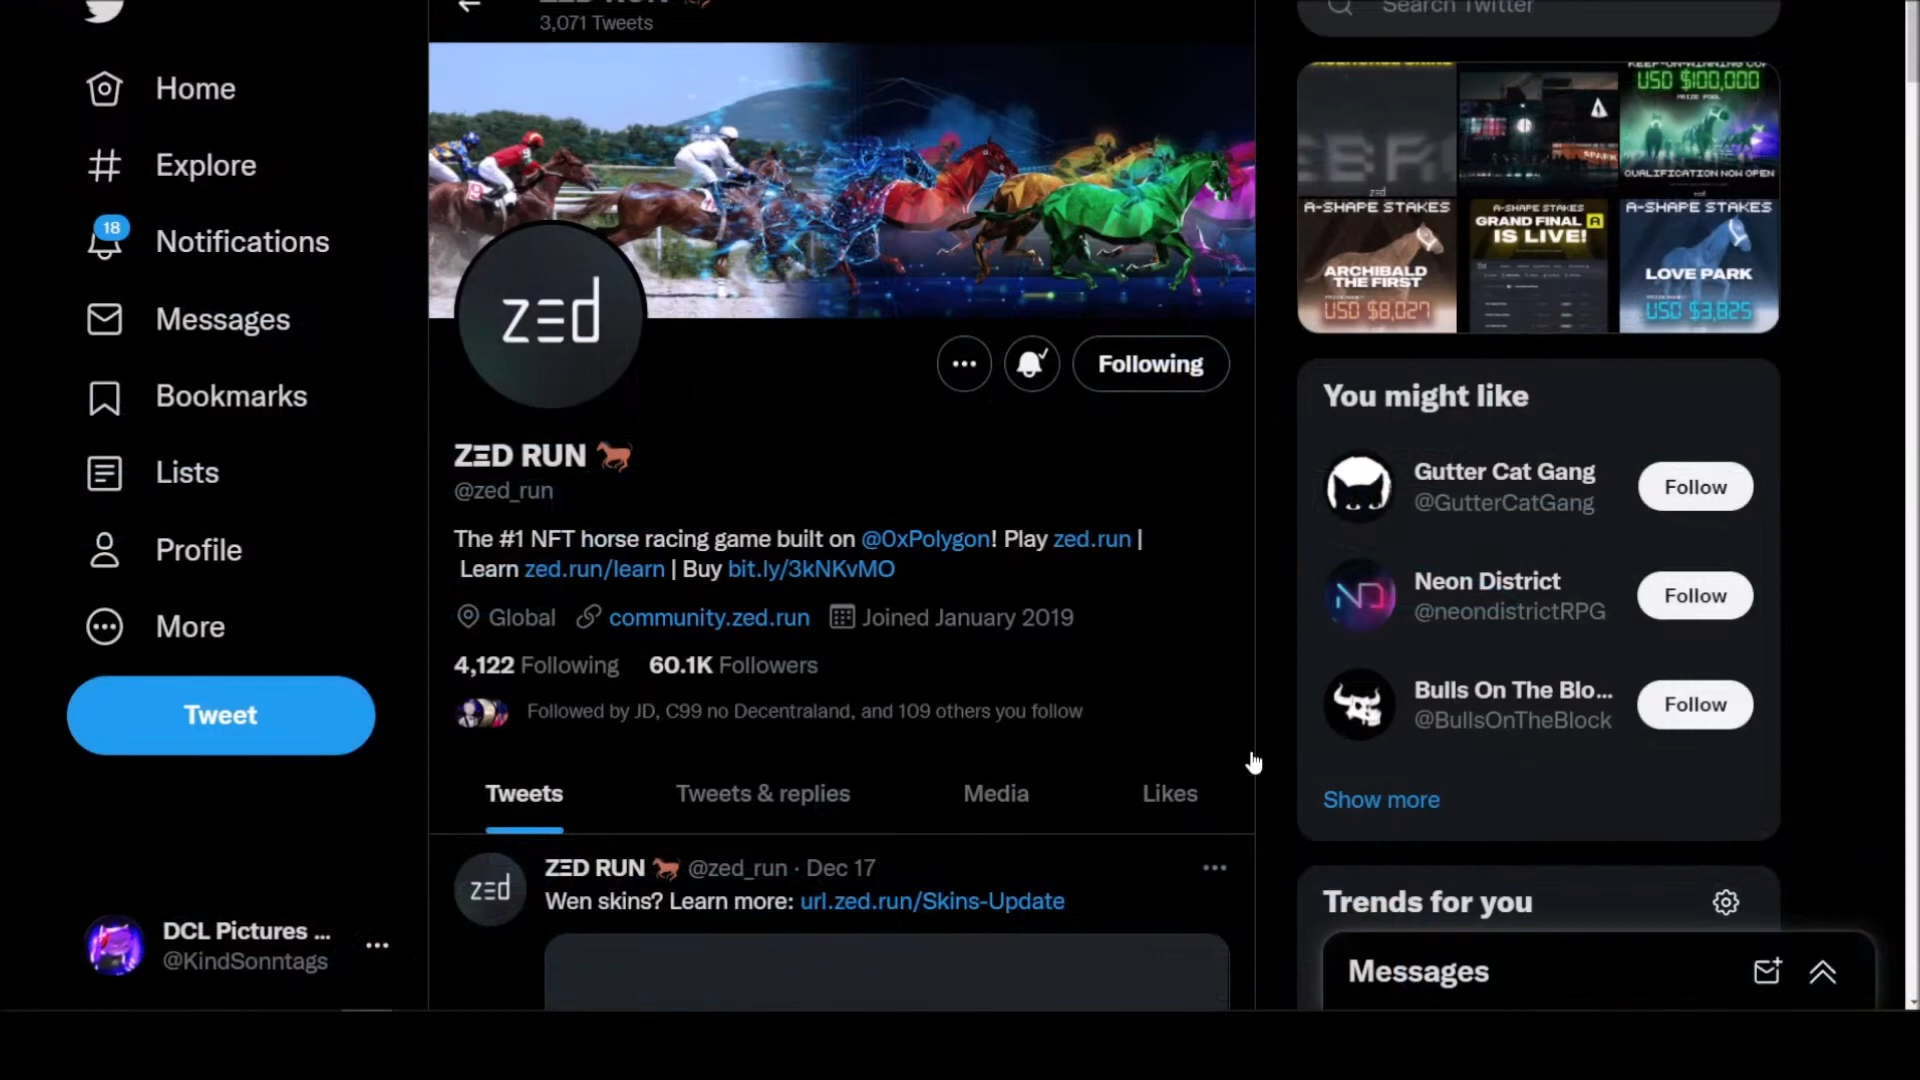 3,071 Tweets
Search Twitter
Home
Explore
18
Notifications
Messages
Bookmarks
Lists
Profile
More
Tweet
DCL Pictures ...
@KindSonntags
zed
Following
ZΞD RUN 🐎
@zed_run
The #1 NFT horse racing game built on @0xPolygon! Play zed.run |
Learn zed.run/learn | Buy bit.ly/3kNKvMO
Global community.zed.run Joined January 2019
4,122 Following 60.1K Followers
Followed by JD, C99 no Decentraland, and 109 others you follow
Tweets Tweets & replies Media Likes
zed
ZΞD RUN 🐎 @zed_run · Dec 17
Wen skins? Learn more: url.zed.run/Skins-Update
USD $100,000
PRIZE POOL
QUALIFICATION NOW OPEN
zed
A-SHAPE STAKES
ARCHIBALD
THE FIRST
USD $8,027
A-SHAPE STAKES
GRAND FINAL A
IS LIVE!
A-SHAPE STAKES
LOVE PARK
USD $3,825
You might like
Gutter Cat Gang
@GutterCatGang
Follow
ND
Neon District
@neondistrictRPG
Follow
Bulls On The Blo...
@BullsOnTheBlock
Follow
Show more
Trends for you
Messages